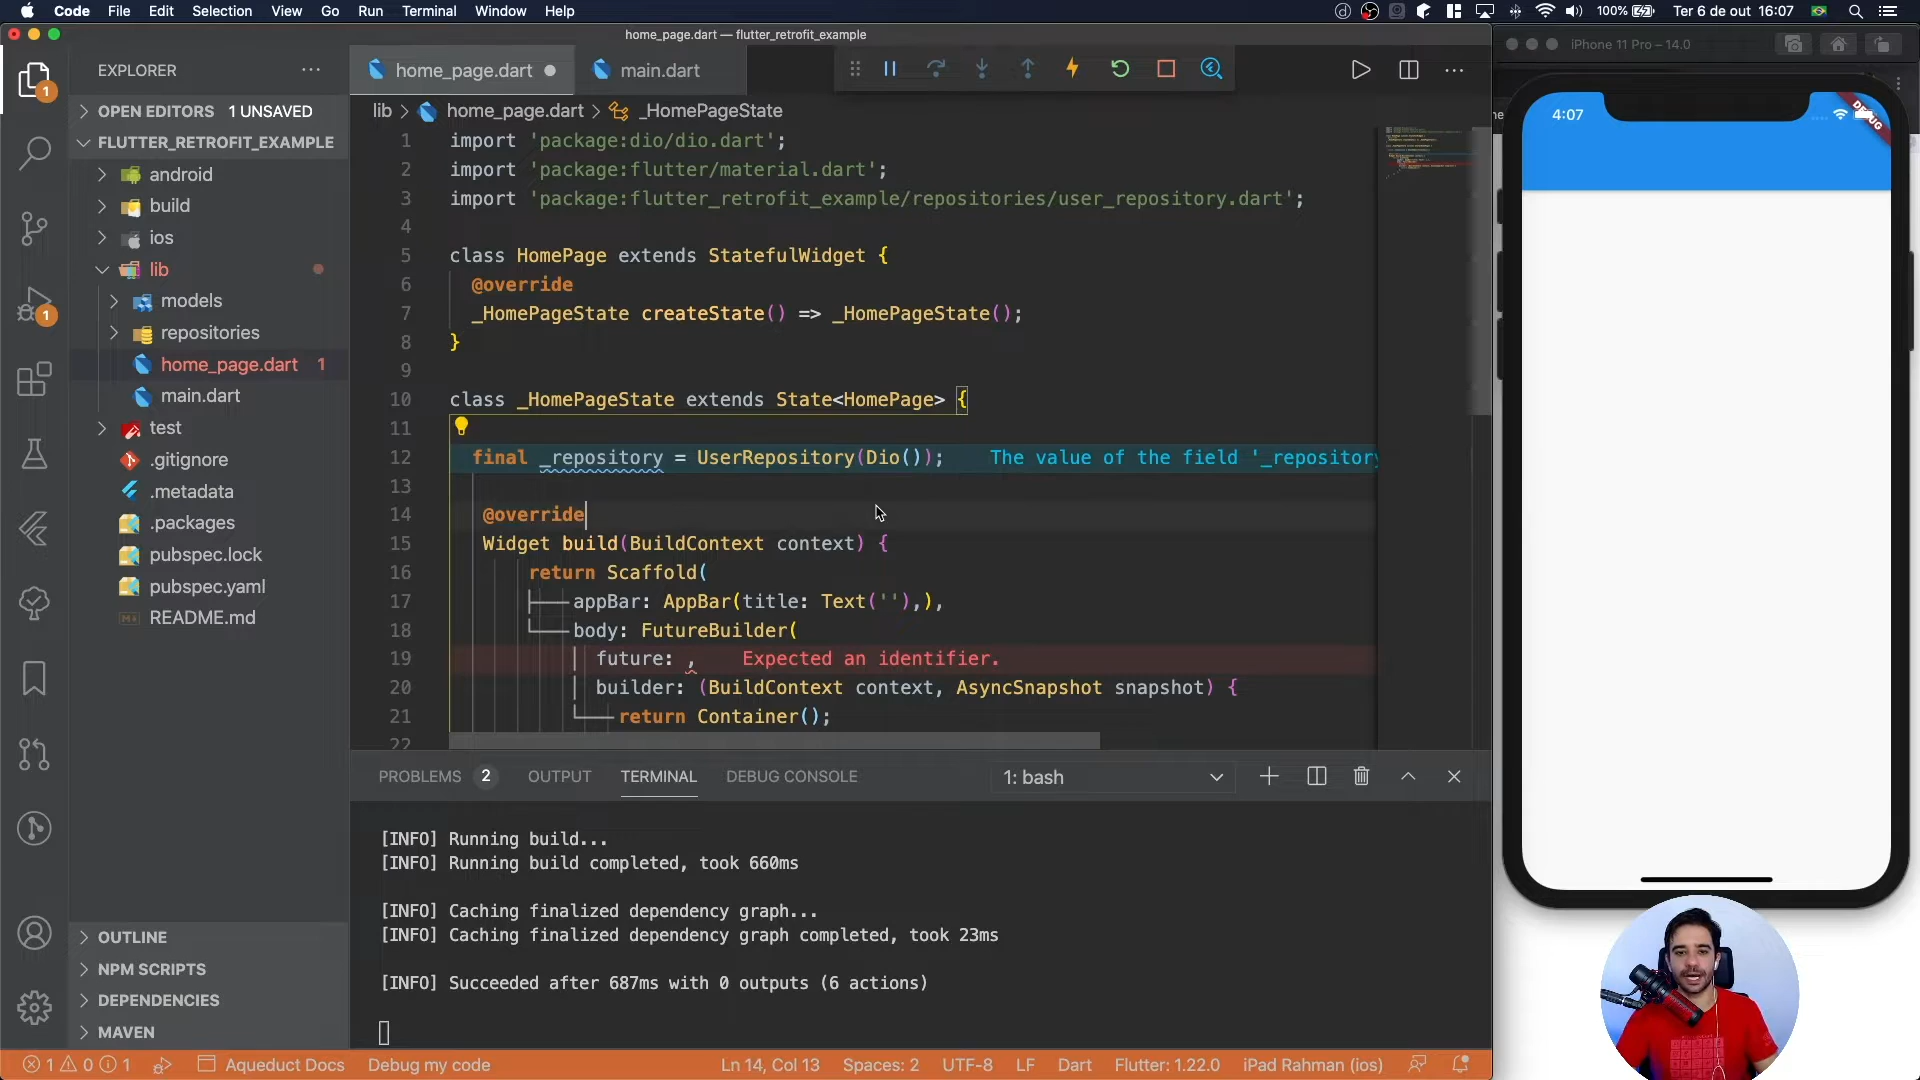 Code File Edit Selection View Go Run Terminal Window Help
100% Ter 6 de out 16:07
home_page.dart — flutter_retrofit_example
iPhone 11 Pro – 14.0
EXPLORER
home_page.dart
main.dart
1
OPEN EDITORS 1 UNSAVED
FLUTTER_RETROFIT_EXAMPLE
android
build
ios
lib
models
repositories
home_page.dart 1
main.dart
test
.gitignore
.metadata
.packages
pubspec.lock
pubspec.yaml
README.md
1
OUTLINE
NPM SCRIPTS
DEPENDENCIES
MAVEN
lib > home_page.dart > _HomePageState
1 import 'package:dio/dio.dart';
2 import 'package:flutter/material.dart';
3 import 'package:flutter_retrofit_example/repositories/user_repository.dart';
4
5 class HomePage extends StatefulWidget {
6 @override
7 _HomePageState createState() => _HomePageState();
8 }
9
10 class _HomePageState extends State<HomePage> {
11
12 final _repository = UserRepository(Dio()); The value of the field '_repository
13
14 @override
15 Widget build(BuildContext context) {
16 return Scaffold(
17 appBar: AppBar(title: Text(''),),
18 body: FutureBuilder(
19 future: , Expected an identifier.
20 builder: (BuildContext context, AsyncSnapshot snapshot) {
21 return Container();
22
PROBLEMS 2 OUTPUT TERMINAL DEBUG CONSOLE
1: bash
[INFO] Running build...
[INFO] Running build completed, took 660ms
[INFO] Caching finalized dependency graph...
[INFO] Caching finalized dependency graph completed, took 23ms
[INFO] Succeeded after 687ms with 0 outputs (6 actions)
1 0 1 Aqueduct Docs Debug my code
Ln 14, Col 13 Spaces: 2 UTF-8 LF Dart Flutter: 1.22.0 iPad Rahman (ios)
4:07
DEBUG